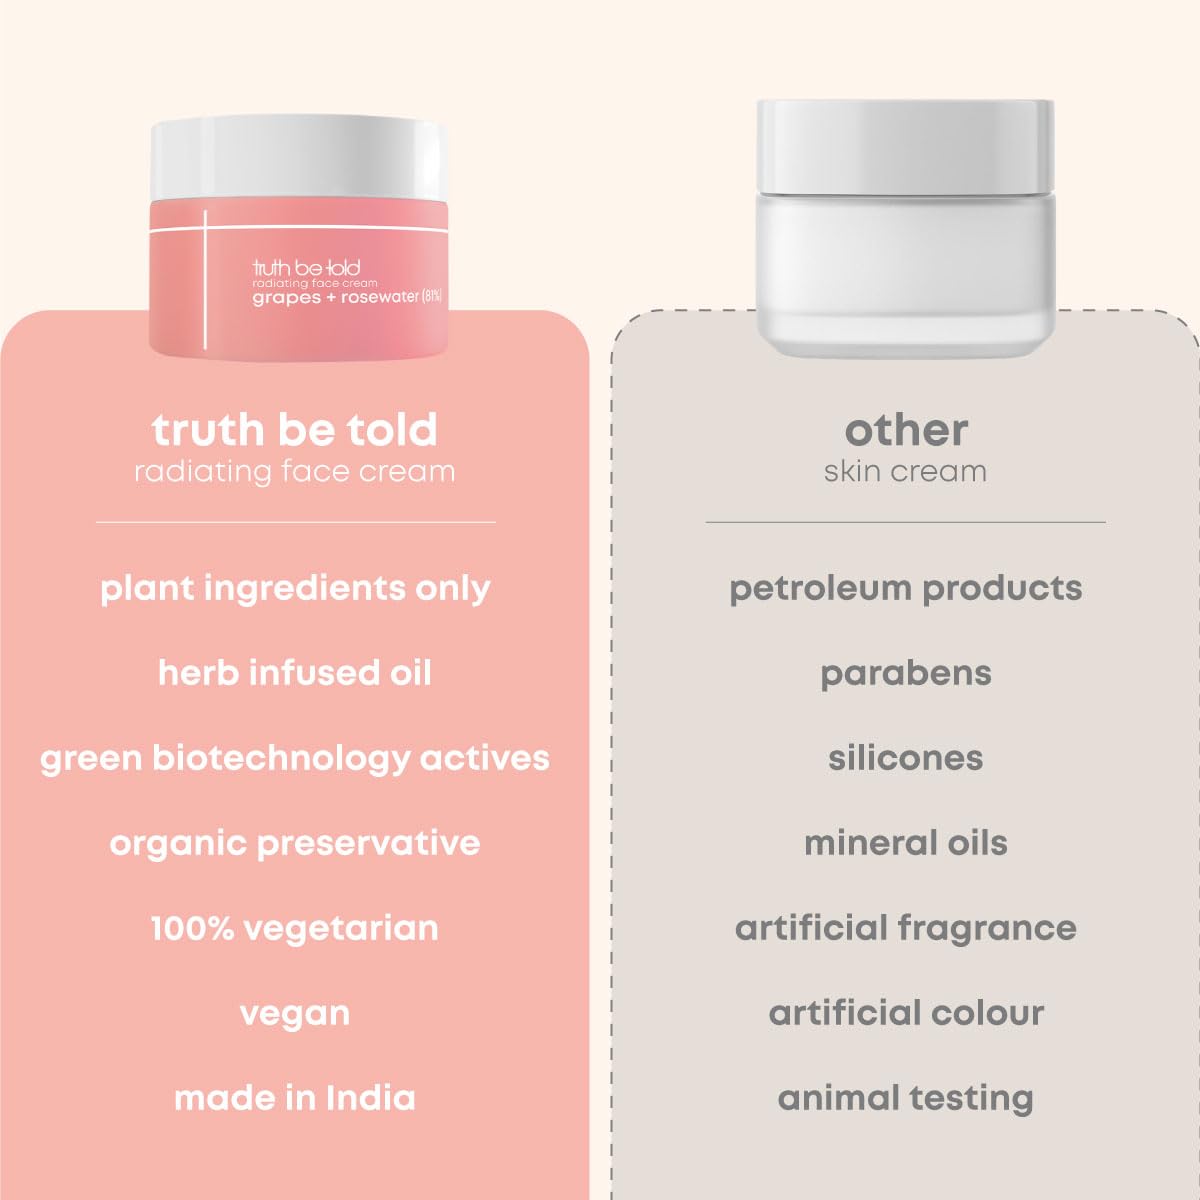 truth be told
radiating face cream
grapes + rosewater (81%)
truth be told
radiating face cream
plant ingredients only
herb infused oil
green biotechnology actives
organic preservative
100% vegetarian
vegan
made in India
other
skin cream
petroleum products
parabens
silicones
mineral oils
artificial fragrance
artificial colour
animal testing